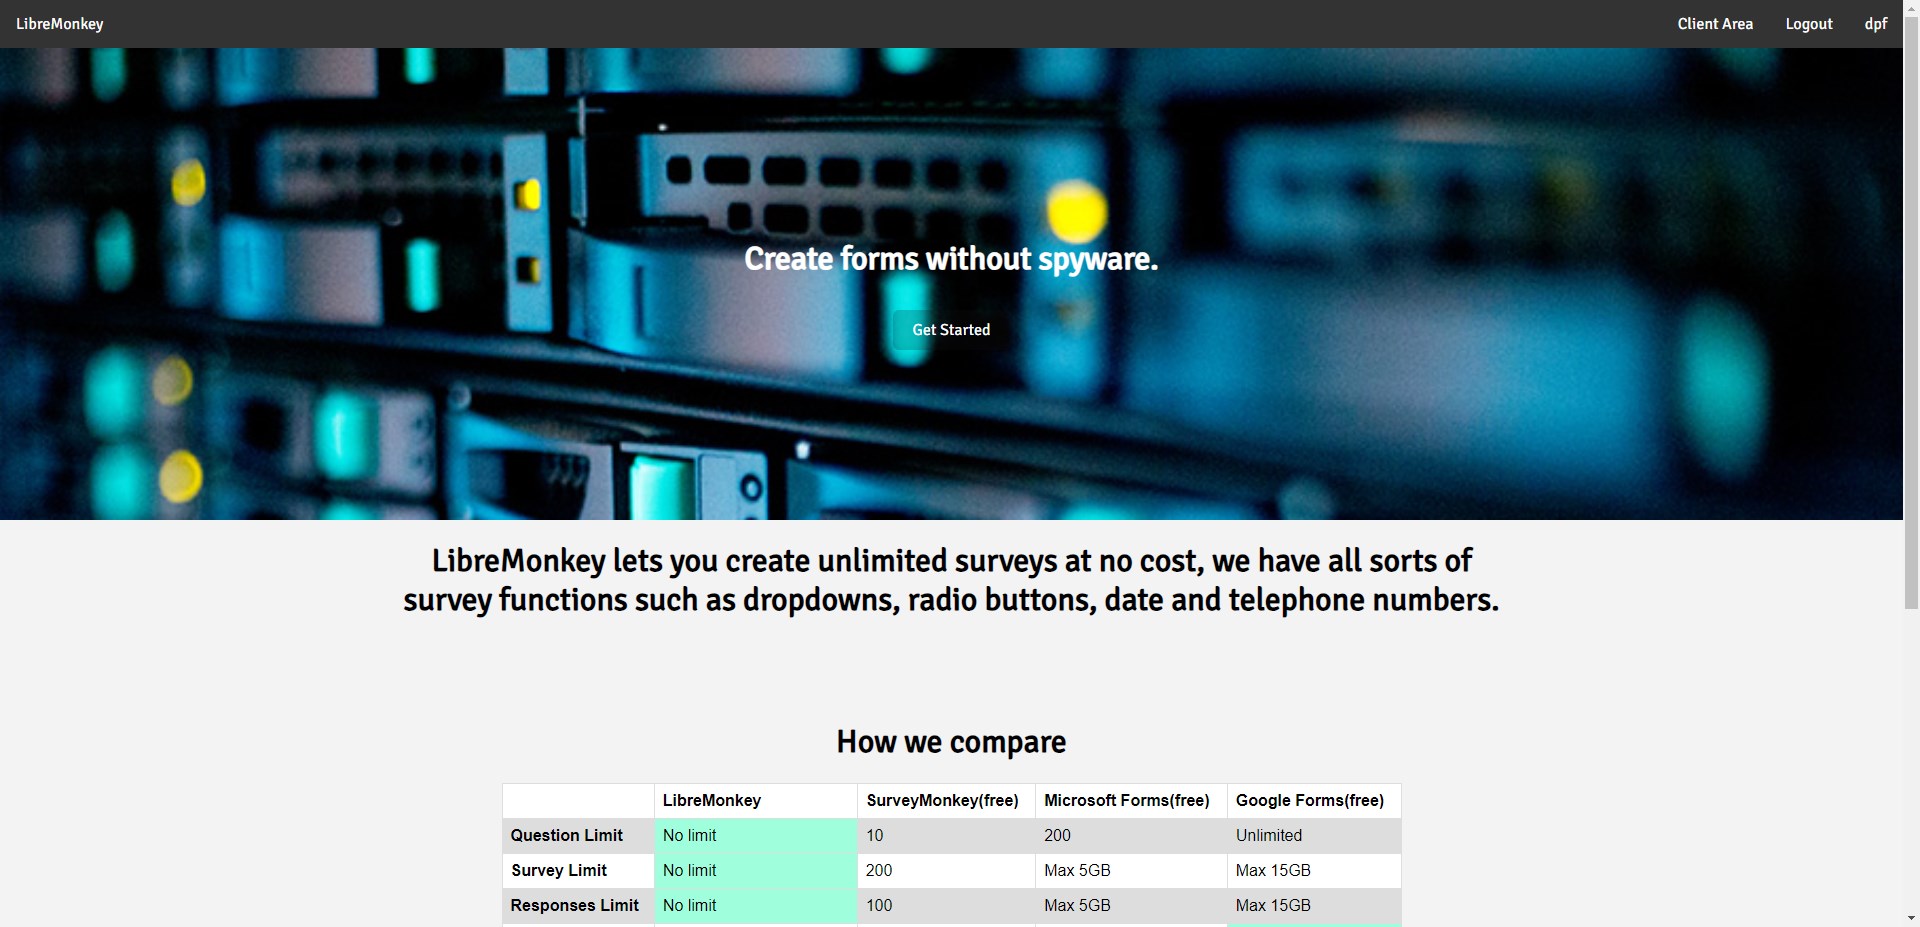 LibreMonkey Client Area Logout dpf
Create forms without spyware.
Get Started
LibreMonkey lets you create unlimited surveys at no cost, we have all sorts of
survey functions such as dropdowns, radio buttons, date and telephone numbers.
How we compare
LibreMonkey SurveyMonkey(free) Microsoft Forms(free) Google Forms(free)
Question Limit No limit 10 200 Unlimited
Survey Limit No limit 200 Max 5GB Max 15GB
Responses Limit No limit 100 Max 5GB Max 15GB